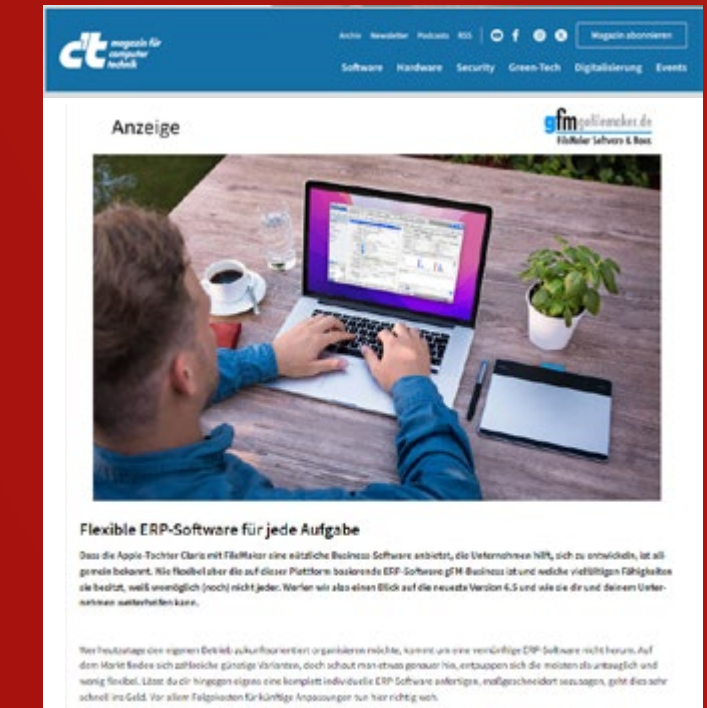 c't magazin für
computer
technik
Archiv Newsletter Podcasts RSS
Magazin abonnieren
Software Hardware Security Green-Tech Digitalisierung Events
Anzeige
gfm gofilemaker.de
FileMaker Software & More
Flexible ERP-Software für jede Aufgabe
Dass die Apple-Tochter Claris mit FileMaker eine nützliche Business-Software anbietet, die Unternehmen hilft, sich zu entwickeln, ist all-
gemein bekannt. Wie flexibel aber die auf dieser Plattform basierende ERP-Software gFM-Business ist und welche vielfältigen Fähigkeiten
sie besitzt, weiß womöglich (noch) nicht jeder. Werfen wir also einen Blick auf die neueste Version 6.5 und wie sie dir und deinem Unter-
nehmen weiterhelfen kann.
Wer heutzutage den eigenen Betrieb zukunftsorientiert organisieren möchte, kommt um eine vernünftige ERP-Software nicht herum. Auf
dem Markt finden sich zahlreiche günstige Varianten, doch schaut man etwas genauer hin, entpuppen sich die meisten als untauglich und
wenig flexibel. Lässt du dir hingegen eigens eine komplett individuelle ERP-Software anfertigen, maßgeschneidert sozusagen, geht dies sehr
schnell ins Geld. Vor allem Folgekosten für künftige Anpassungen tun hier richtig weh.